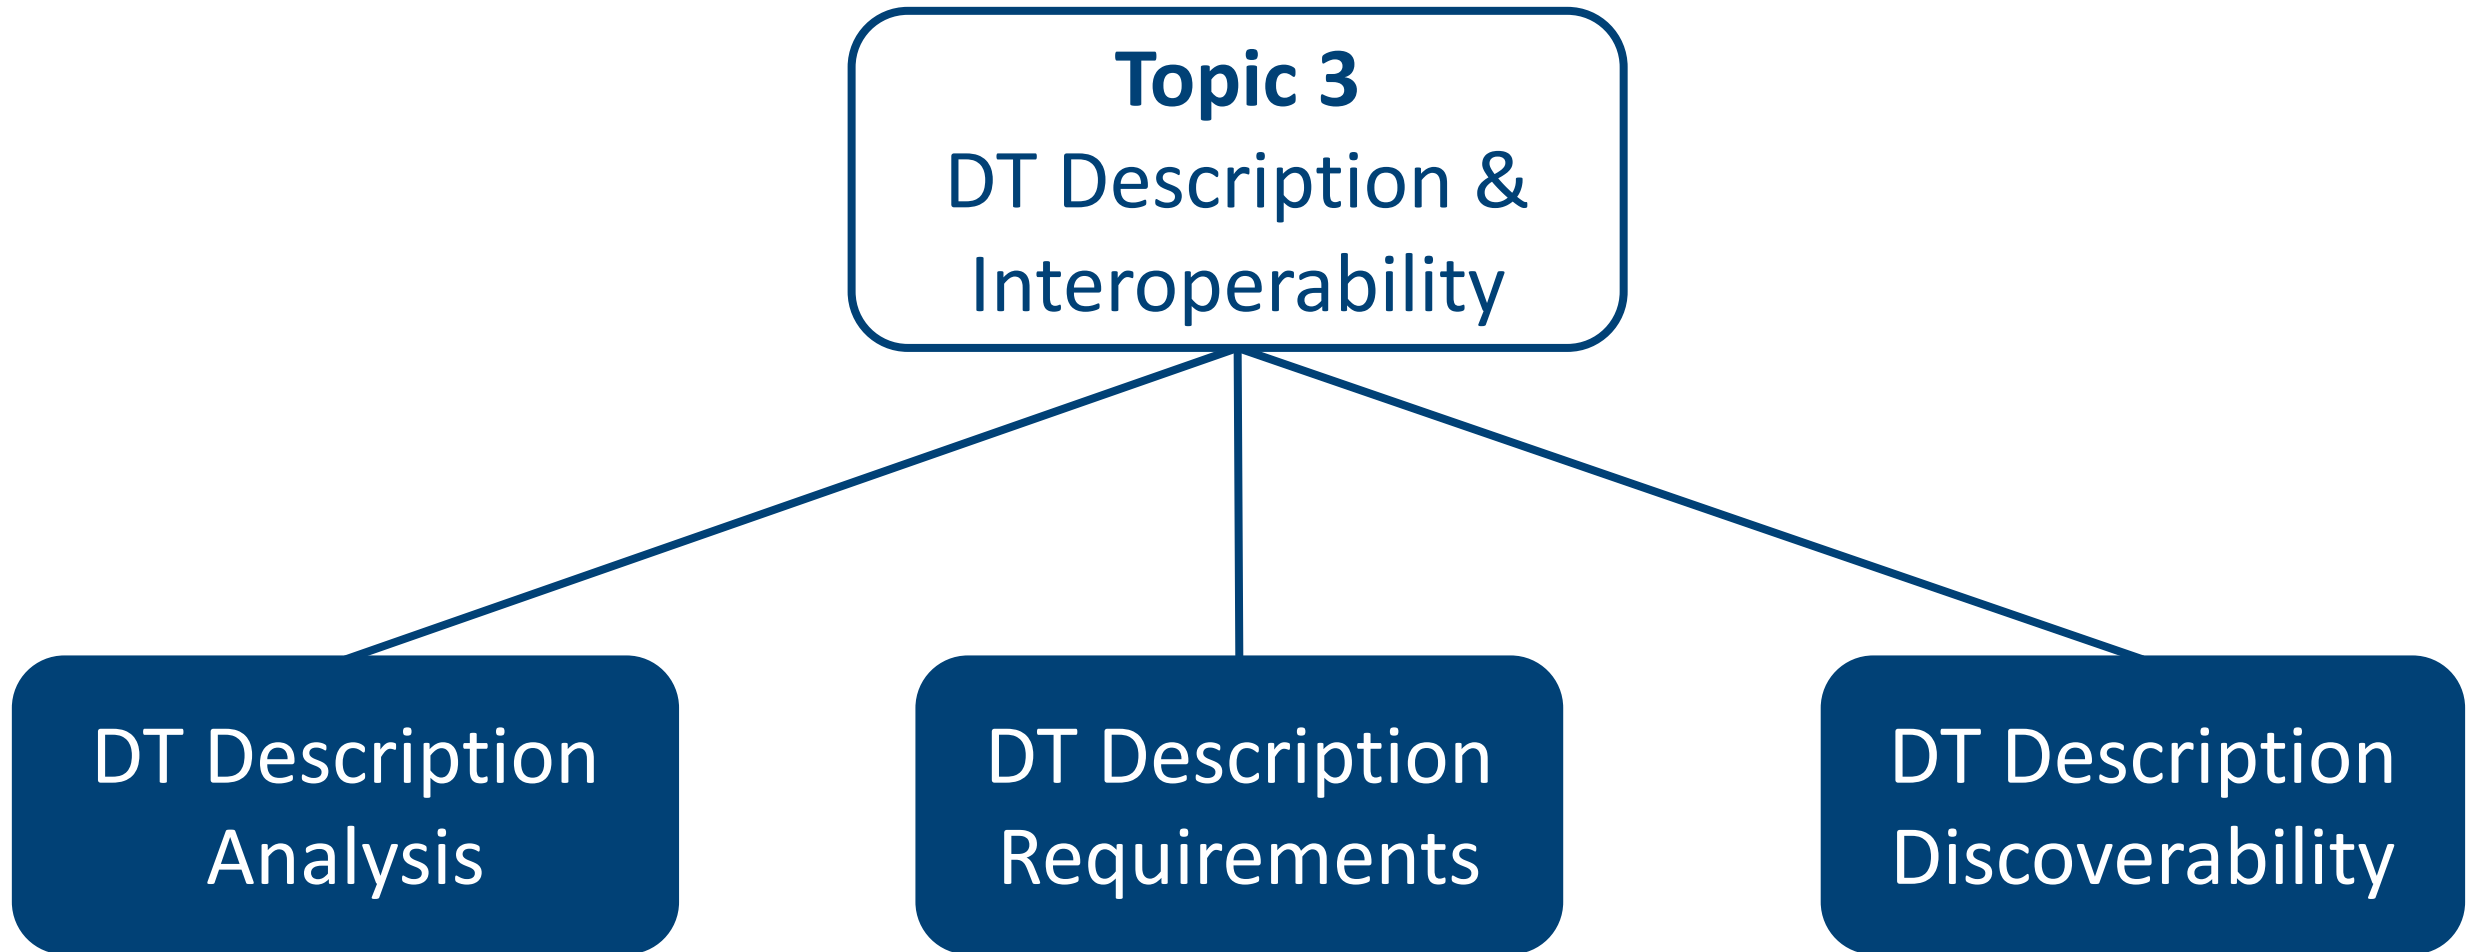 Topic 3
DT Description &
Interoperability
DT Description
Analysis
DT Description
Requirements
DT Description
Discoverability